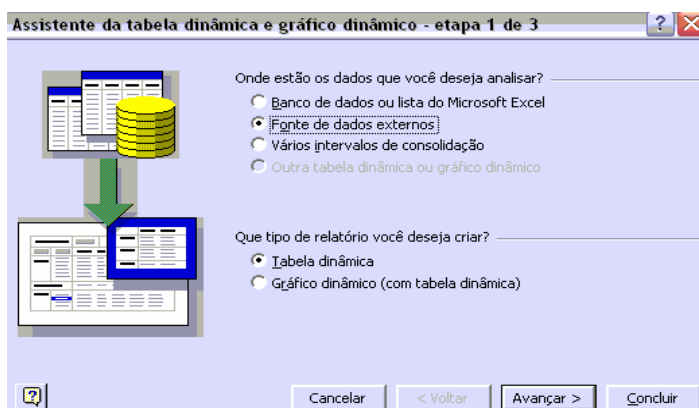 Assistente da tabela dinâmica e gráfico dinâmico - etapa 1 de 3
Onde estão os dados que você deseja analisar?
Banco de dados ou lista do Microsoft Excel
Fonte de dados externos
Vários intervalos de consolidação
Outra tabela dinâmica ou gráfico dinâmico
Que tipo de relatório você deseja criar?
Tabela dinâmica
Gráfico dinâmico (com tabela dinâmica)
Cancelar < Voltar Avançar > Concluir